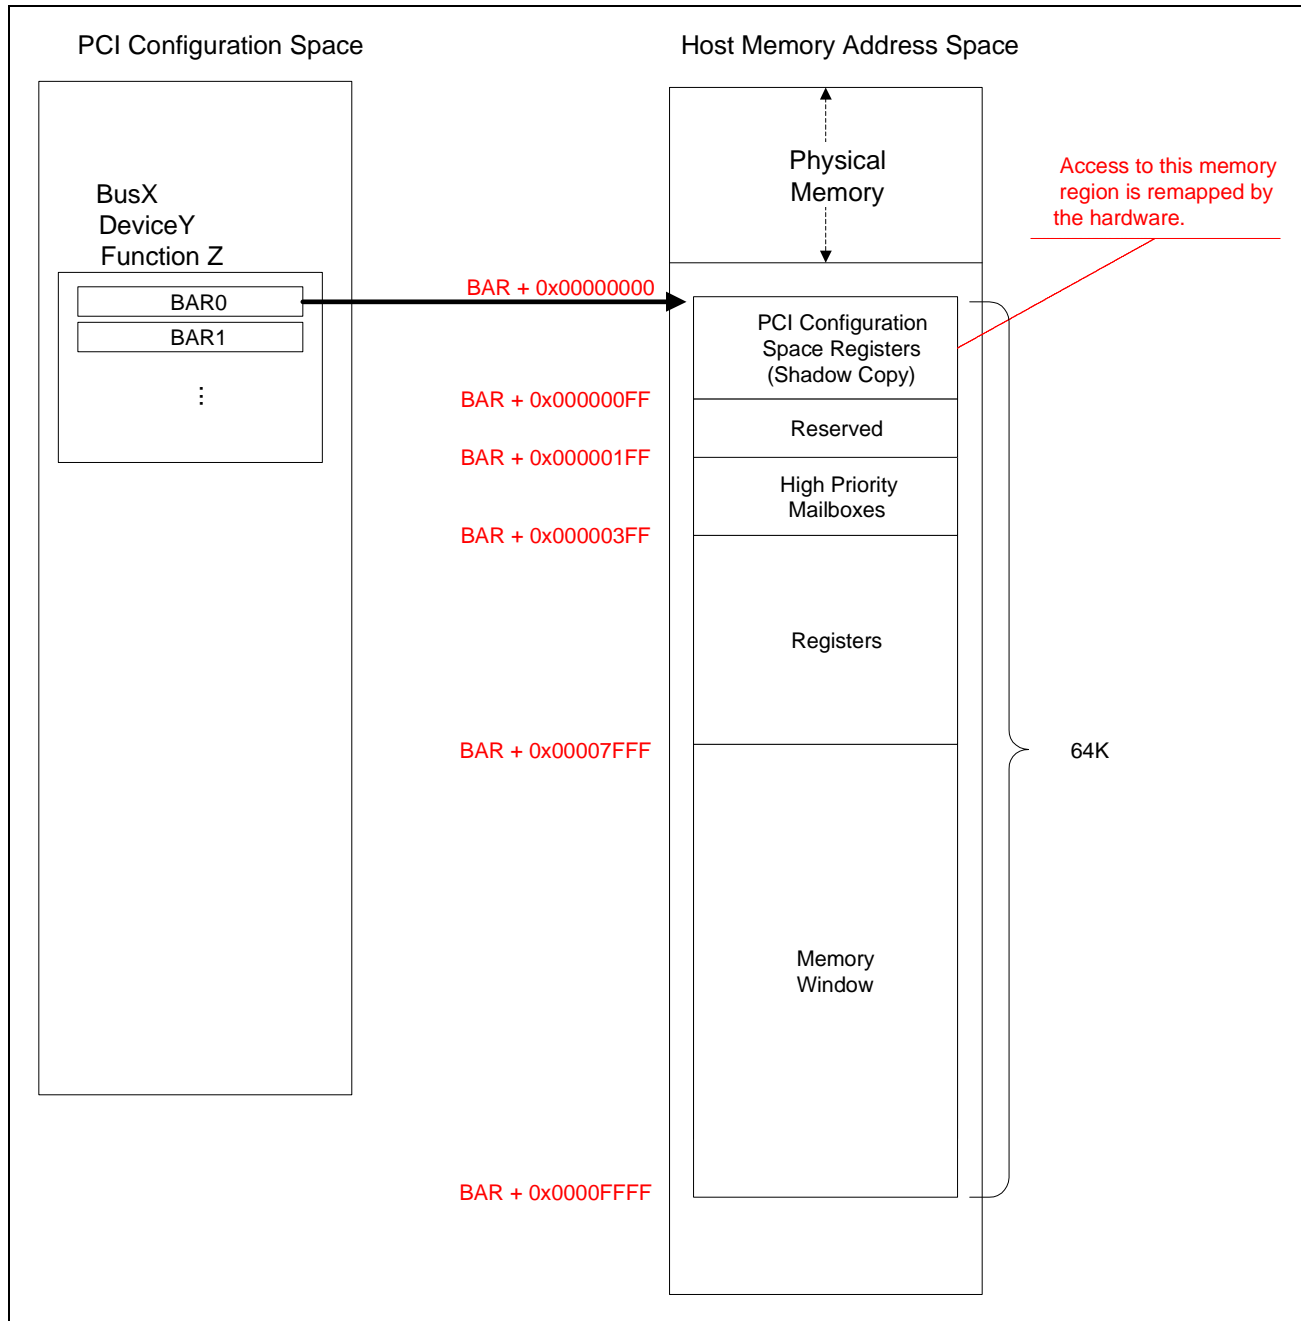 PCI Configuration Space
Host Memory Address Space
BusX
DeviceY
Function Z
BAR0
BAR1
⋮
Physical
Memory
Access to this memory
region is remapped by
the hardware.
BAR + 0x00000000
PCI Configuration
Space Registers
(Shadow Copy)
BAR + 0x000000FF
Reserved
BAR + 0x000001FF
High Priority
Mailboxes
BAR + 0x000003FF
Registers
BAR + 0x00007FFF
64K
Memory
Window
BAR + 0x0000FFFF